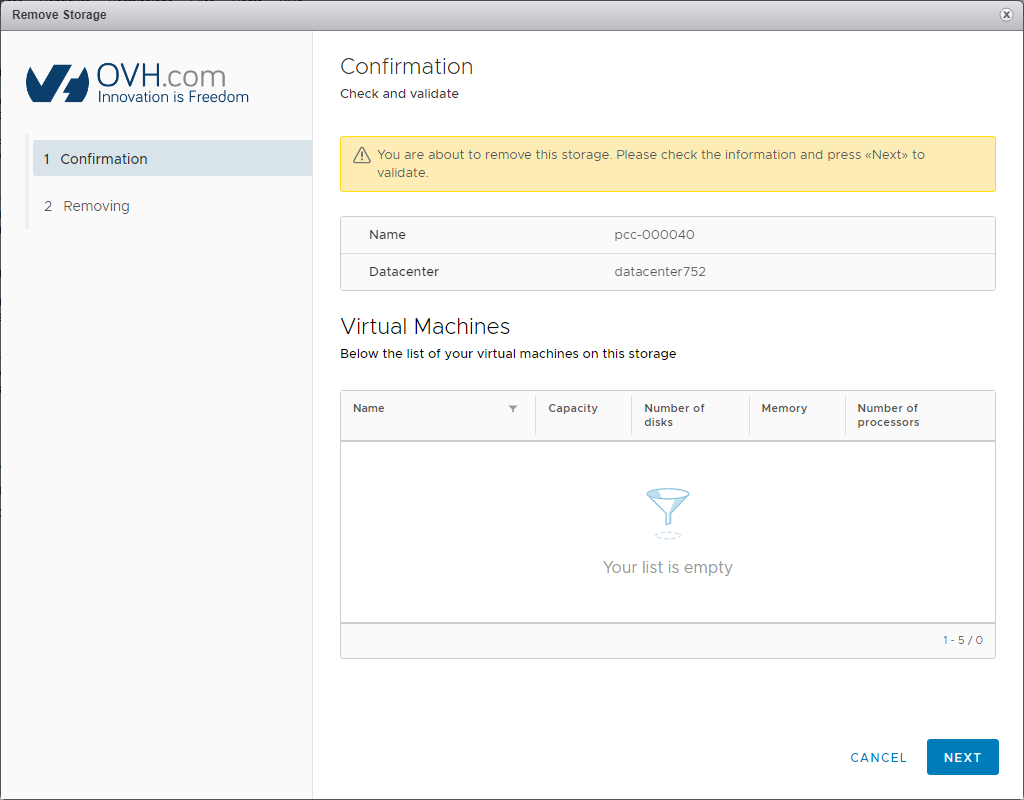 Remove Storage
OVH.com
Innovation is Freedom
1 Confirmation
2 Removing
Confirmation
Check and validate
You are about to remove this storage. Please check the information and press «Next» to
validate.
Name pcc-000040
Datacenter datacenter752
Virtual Machines
Below the list of your virtual machines on this storage
Name Capacity Number of Memory Number of
disks processors
Your list is empty
1 - 5 / 0
CANCEL NEXT